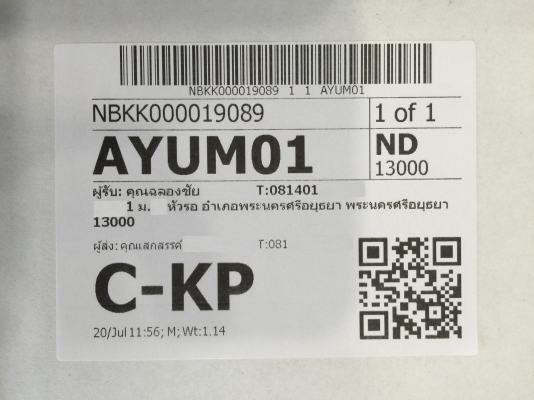 NBKK000019089 1 1 AYUM01
NBKK000019089 1 of 1
AYUM01 ND
13000
ผู้รับ: คุณฉลองชัย T:081401
1 ม. หัวรอ อำเภอพระนครศรีอยุธยา พระนครศรีอยุธยา
13000
ผู้ส่ง: คุณแสกสรรค์ T:081
C-KP
20/Jul 11:56; M; Wt:1.14